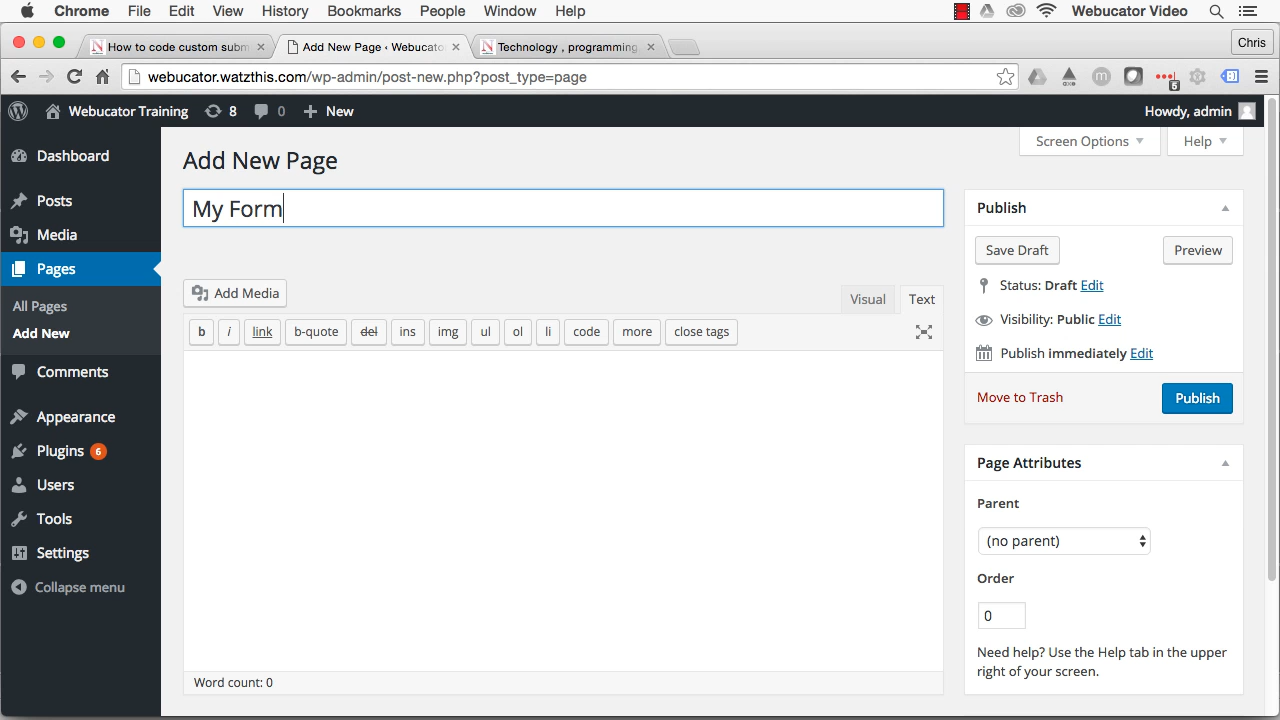 Chrome File Edit View History Bookmarks People Window Help Webucator Video
How to code custom subm Add New Page ‹ Webucato Technology , programming, Chris
webucator.watzthis.com/wp-admin/post-new.php?post_type=page 5
Webucator Training 8 0 New Howdy, admin
Screen Options Help
Dashboard
Posts
Media
Pages
All Pages
Add New
Comments
Appearance
Plugins 6
Users
Tools
Settings
Collapse menu
Add New Page
My Form
Add Media
Visual Text
b i link b-quote del ins img ul ol li code more close tags
Word count: 0
Publish
Save Draft Preview
Status: Draft Edit
Visibility: Public Edit
Publish immediately Edit
Move to Trash Publish
Page Attributes
Parent
(no parent)
Order
0
Need help? Use the Help tab in the upper
right of your screen.